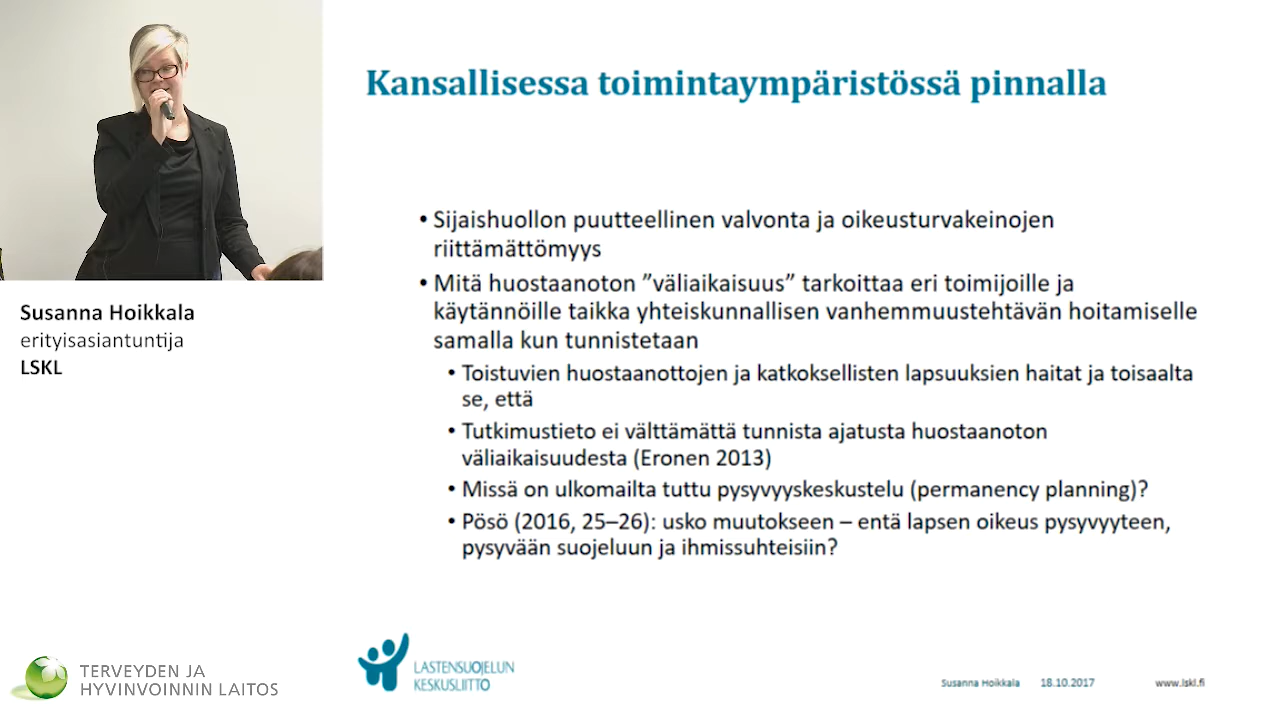 Kansallisessa toimintaympäristössä pinnalla
• Sijaishuollon puutteellinen valvonta ja oikeusturvakeinojen
riittämättömyys
• Mitä huostaanoton ”väliaikaisuus” tarkoittaa eri toimijoille ja
käytännöille taikka yhteiskunnallisen vanhemmuustehtävän hoitamiselle
samalla kun tunnistetaan
• Toistuvien huostaanottojen ja katkoksellisten lapsuuksien haitat ja toisaalta
se, että
• Tutkimustieto ei välttämättä tunnista ajatusta huostaanoton
väliaikaisuudesta (Eronen 2013)
• Missä on ulkomailta tuttu pysyvyyskeskustelu (permanency planning)?
• Pösö (2016, 25–26): usko muutokseen – entä lapsen oikeus pysyvyyteen,
pysyvään suojeluun ja ihmissuhteisiin?
Susanna Hoikkala
erityisasiantuntija
LSKL
TERVEYDEN JA
HYVINVOINNIN LAITOS
LASTENSUOJELUN
KESKUSLIITTO
Susanna Hoikkala 18.10.2017 www.lskl.fi